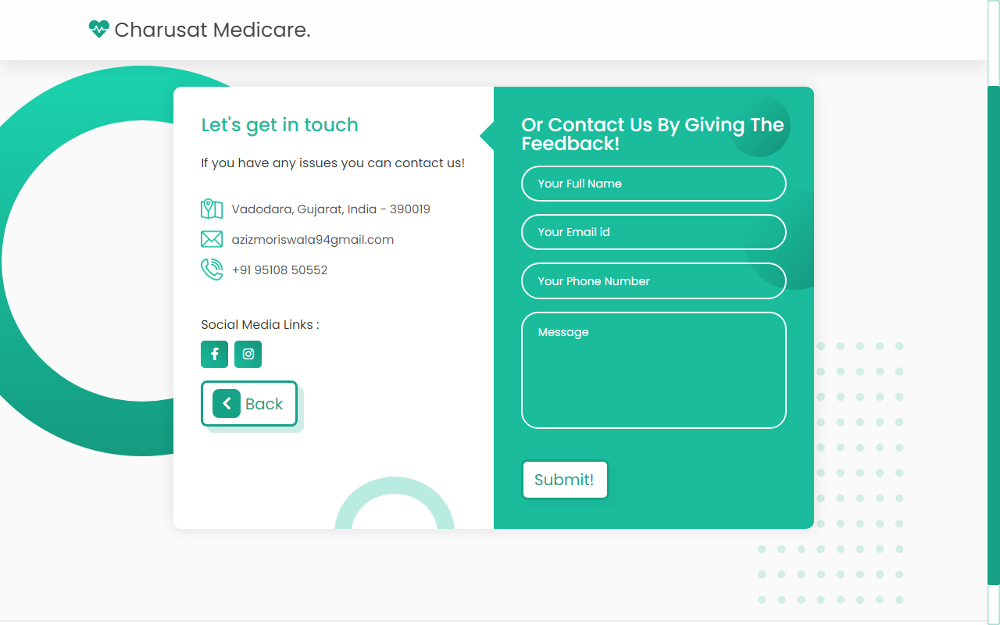 Charusat Medicare.
Let's get in touch
If you have any issues you can contact us!
Vadodara, Gujarat, India - 390019
azizmoriswala94gmail.com
+91 95108 50552
Social Media Links :
Back
Or Contact Us By Giving The
Feedback!
Your Full Name
Your Email id
Your Phone Number
Message
Submit!